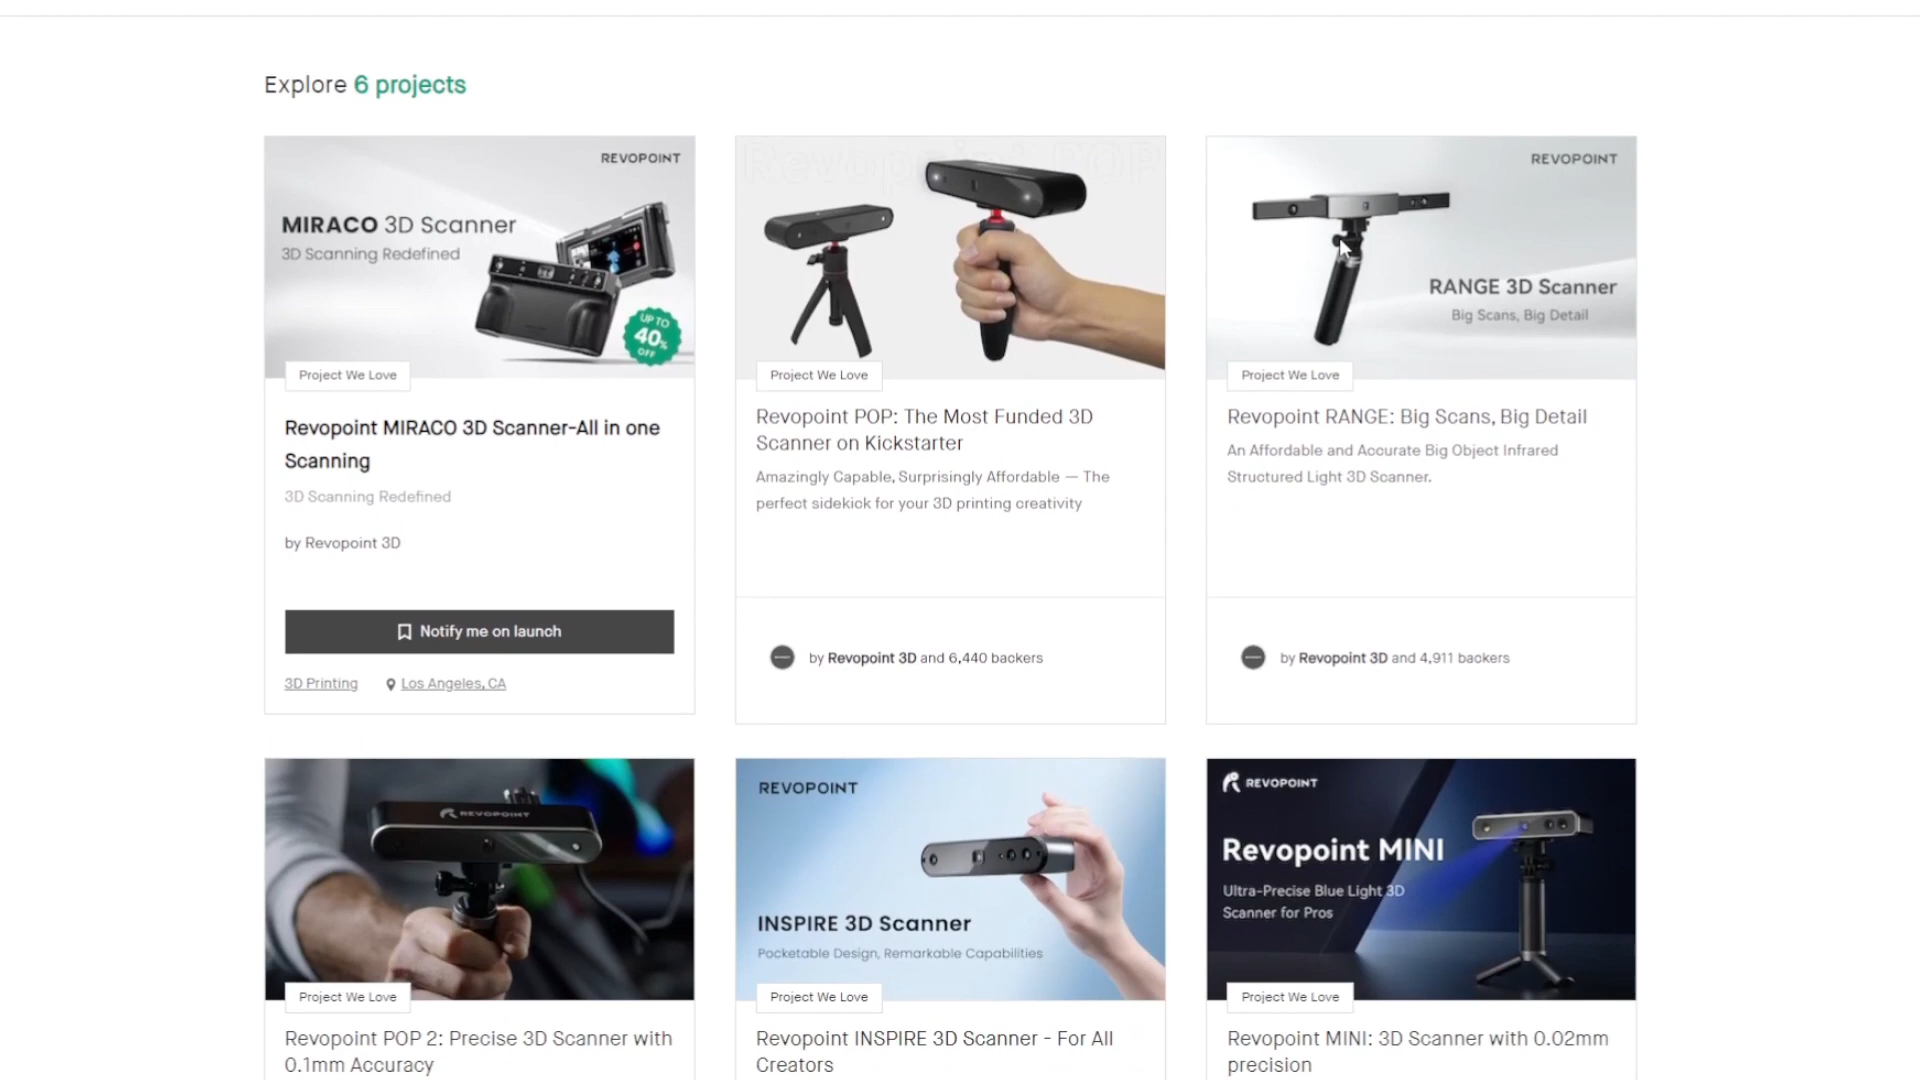 Explore 6 projects
REVOPOINT
MIRACO 3D Scanner
3D Scanning Redefined
UP TO
40%
OFF
Project We Love
Revopoint MIRACO 3D Scanner-All in one
Scanning
3D Scanning Redefined
by Revopoint 3D
Notify me on launch
3D Printing
Los Angeles, CA
Revopoint POP
Project We Love
Revopoint POP: The Most Funded 3D
Scanner on Kickstarter
Amazingly Capable, Surprisingly Affordable — The
perfect sidekick for your 3D printing creativity
by Revopoint 3D and 6,440 backers
REVOPOINT
RANGE 3D Scanner
Big Scans, Big Detail
Project We Love
Revopoint RANGE: Big Scans, Big Detail
An Affordable and Accurate Big Object Infrared
Structured Light 3D Scanner.
by Revopoint 3D and 4,911 backers
REVOPOINT
Project We Love
Revopoint POP 2: Precise 3D Scanner with
0.1mm Accuracy
REVOPOINT
INSPIRE 3D Scanner
Pocketable Design, Remarkable Capabilities
Project We Love
Revopoint INSPIRE 3D Scanner - For All
Creators
REVOPOINT
Revopoint MINI
Ultra-Precise Blue Light 3D
Scanner for Pros
Project We Love
Revopoint MINI: 3D Scanner with 0.02mm
precision